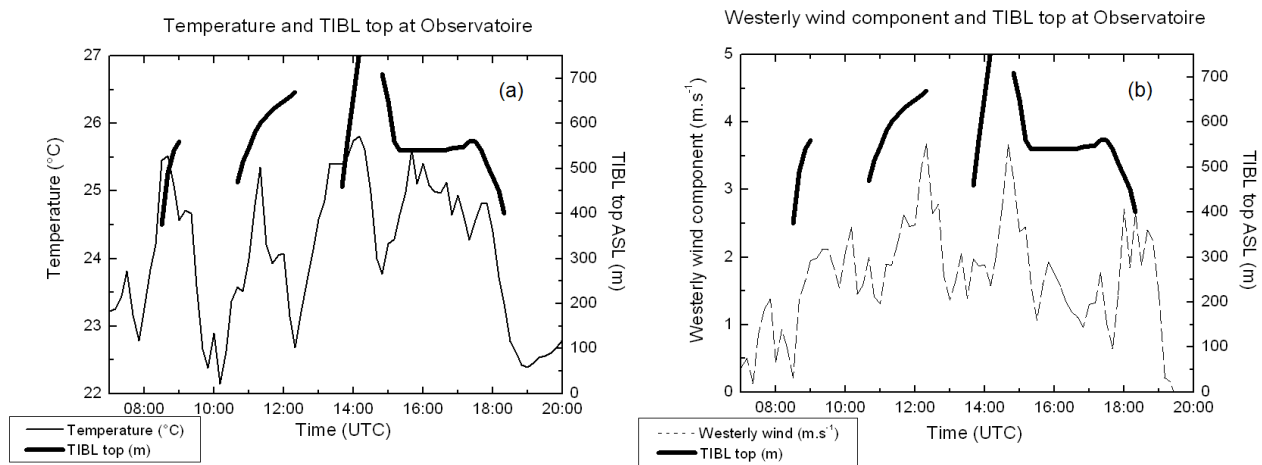 Temperature and TIBL top at Observatoire
(a)
Temperature (°C)
27
26
25
24
23
22
TIBL top ASL
(m)
700
600
500
400
300
200
100
0
08:00 10:00 12:00 14:00 16:00 18:00 20:00
Time (UTC)
Temperature (°C)
TIBL top (m)
Westerly wind component and TIBL top at Observatoire
(b)
Westerly wind component (m.s⁻¹)
5
4
3
2
1
0
TIBL top ASL
(m)
700
600
500
400
300
200
100
0
08:00 10:00 12:00 14:00 16:00 18:00 20:00
Time (UTC)
Westerly wind (m.s⁻¹)
TIBL top (m)